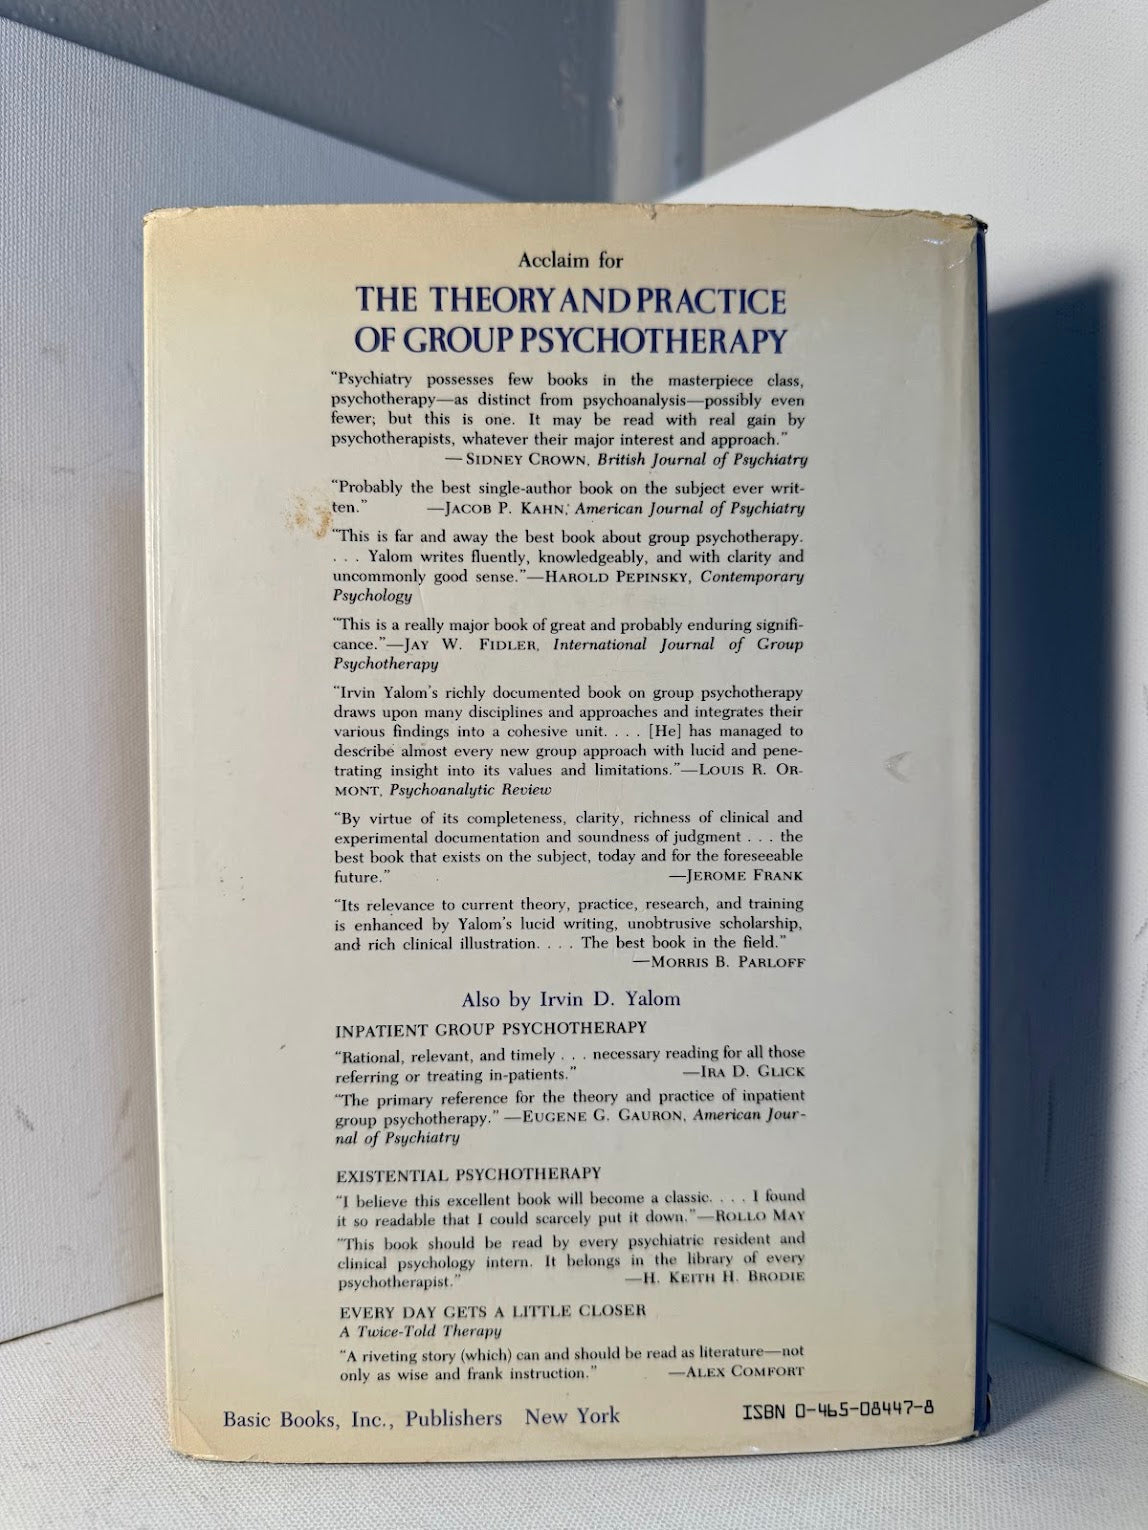 Acclaim for
THE THEORY AND PRACTICE
OF GROUP PSYCHOTHERAPY
"Psychiatry possesses few books in the masterpiece class,
psychotherapy—as distinct from psychoanalysis—possibly even
fewer; but this is one. It may be read with real gain by
psychotherapists, whatever their major interest and approach."
—SIDNEY CROWN, British Journal of Psychiatry
"Probably the best single-author book on the subject ever writ-
ten." —JACOB P. KAHN, American Journal of Psychiatry
"This is far and away the best book about group psychotherapy.
. . . Yalom writes fluently, knowledgeably, and with clarity and
uncommonly good sense."—HAROLD PEPINSKY, Contemporary
Psychology
"This is a really major book of great and probably enduring signifi-
cance."—JAY W. FIDLER, International Journal of Group
Psychotherapy
"Irvin Yalom's richly documented book on group psychotherapy
draws upon many disciplines and approaches and integrates their
various findings into a cohesive unit. . . . [He] has managed to
describe almost every new group approach with lucid and pene-
trating insight into its values and limitations."—LOUIS R. OR-
MONT, Psychoanalytic Review
"By virtue of its completeness, clarity, richness of clinical and
experimental documentation and soundness of judgment . . . the
best book that exists on the subject, today and for the foreseeable
future." —JEROME FRANK
"Its relevance to current theory, practice, research, and training
is enhanced by Yalom's lucid writing, unobtrusive scholarship,
and rich clinical illustration. . . . The best book in the field."
—MORRIS B. PARLOFF
Also by Irvin D. Yalom
INPATIENT GROUP PSYCHOTHERAPY
"Rational, relevant, and timely . . . necessary reading for all those
referring or treating in-patients." —IRA D. GLICK
"The primary reference for the theory and practice of inpatient
group psychotherapy." —EUGENE G. GAURON, American Jour-
nal of Psychiatry
EXISTENTIAL PSYCHOTHERAPY
"I believe this excellent book will become a classic. . . . I found
it so readable that I could scarcely put it down."—ROLLO MAY
"This book should be read by every psychiatric resident and
clinical psychology intern. It belongs in the library of every
psychotherapist." —H. KEITH H. BRODIE
EVERY DAY GETS A LITTLE CLOSER
A Twice-Told Therapy
"A riveting story (which) can and should be read as literature—not
only as wise and frank instruction." —ALEX COMFORT
Basic Books, Inc., Publishers New York
ISBN 0-465-08447-8